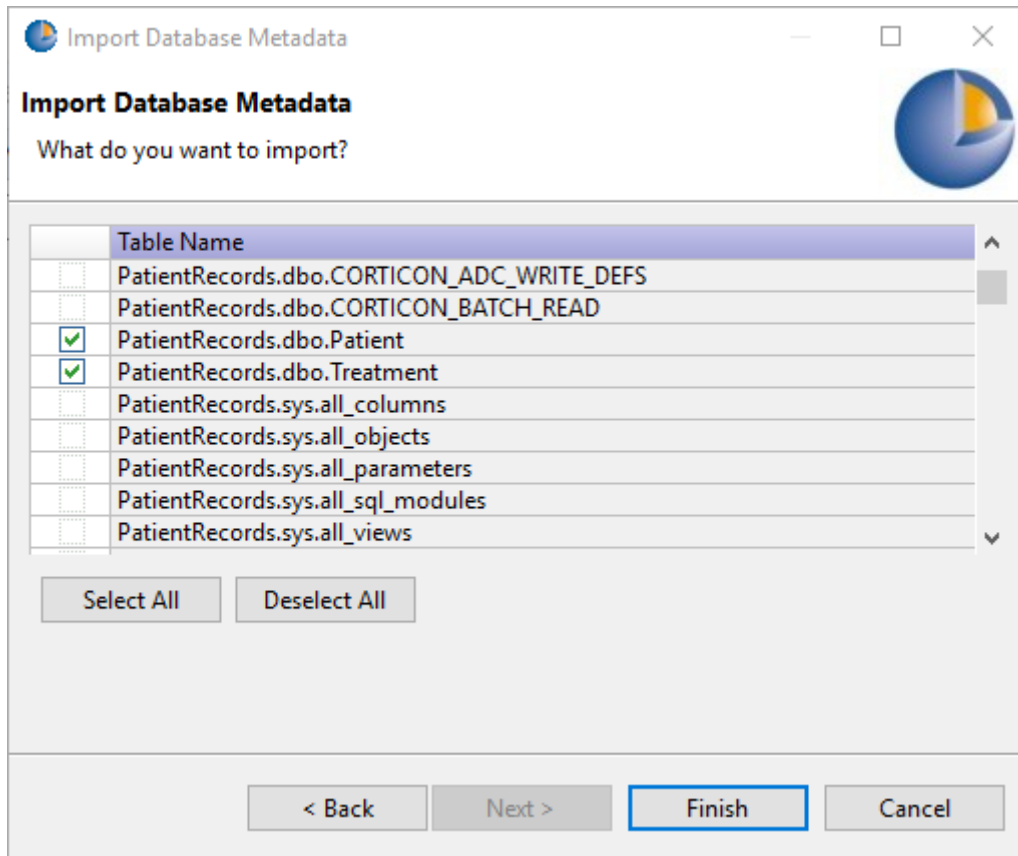 Import Database Metadata
Import Database Metadata
What do you want to import?
Table Name
PatientRecords.dbo.CORTICON_ADC_WRITE_DEFS
PatientRecords.dbo.CORTICON_BATCH_READ
PatientRecords.dbo.Patient
PatientRecords.dbo.Treatment
PatientRecords.sys.all_columns
PatientRecords.sys.all_objects
PatientRecords.sys.all_parameters
PatientRecords.sys.all_sql_modules
PatientRecords.sys.all_views
Select All Deselect All
< Back Next > Finish Cancel